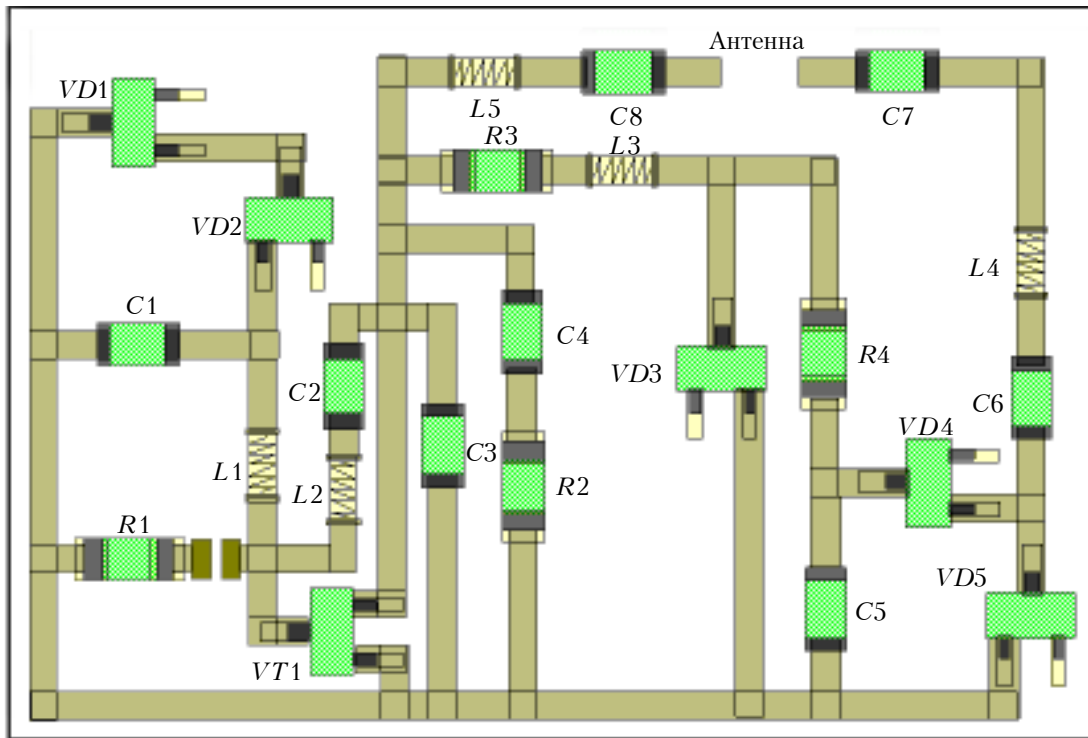 Антенна
VD1
L5
C8
C7
R3
L3
VD2
L4
C1
C4
VD3
R4
C2
C6
VD4
C3
L1
L2
R2
R1
VD5
C5
VT1